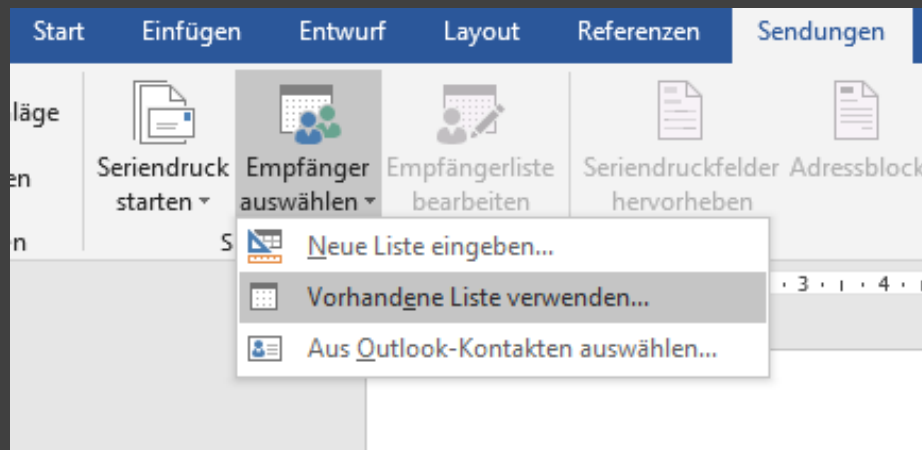 Start Einfügen Entwurf Layout Referenzen Sendungen
läge
en
n
Seriendruck starten
Empfänger auswählen
Empfängerliste bearbeiten
Seriendruckfelder hervorheben
Adressblock
S
Neue Liste eingeben...
Vorhandene Liste verwenden...
Aus Outlook-Kontakten auswählen...
· 3 · ı · 4 ·